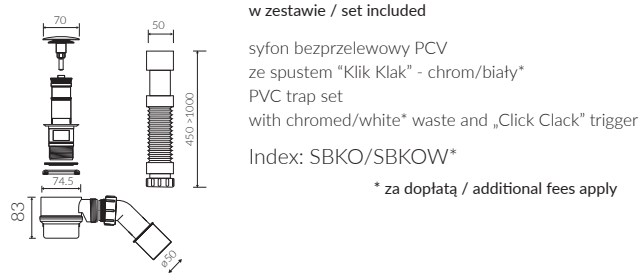 w zestawie / set included
syfon bezprzelewowy PCV
ze spustem “Klik Klak” - chrom/biały*
PVC trap set
with chromed/white* waste and „Click Clack” trigger
Index: SBKO/SBKOW*
* za dopłatą / additional fees apply
70
50
450 >1000
74.5
83
ø50